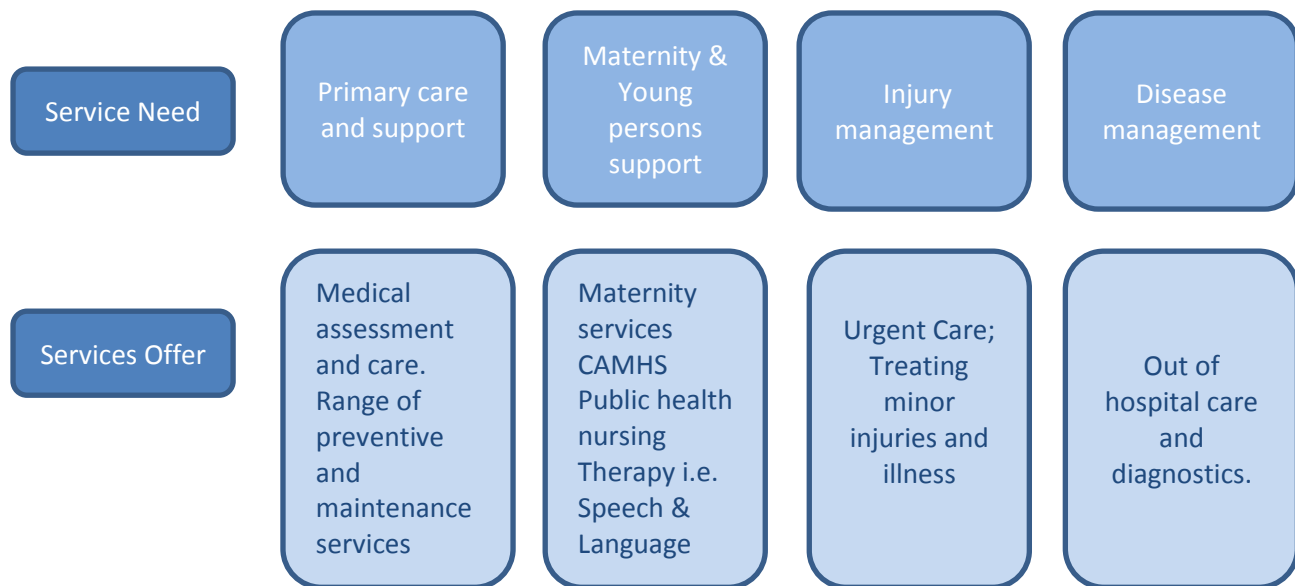 Service Need
Primary care
and support
Maternity &
Young
persons
support
Injury
management
Disease
management
Services Offer
Medical
assessment
and care.
Range of
preventive
and
maintenance
services
Maternity
services
CAMHS
Public health
nursing
Therapy i.e.
Speech &
Language
Urgent Care;
Treating
minor
injuries and
illness
Out of
hospital care
and
diagnostics.